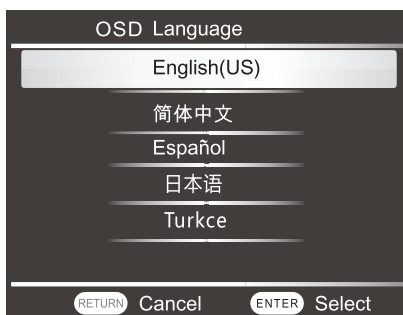 OSD Language
English(US)
简体中文
Español
日本语
Turkce
RETURN Cancel ENTER Select